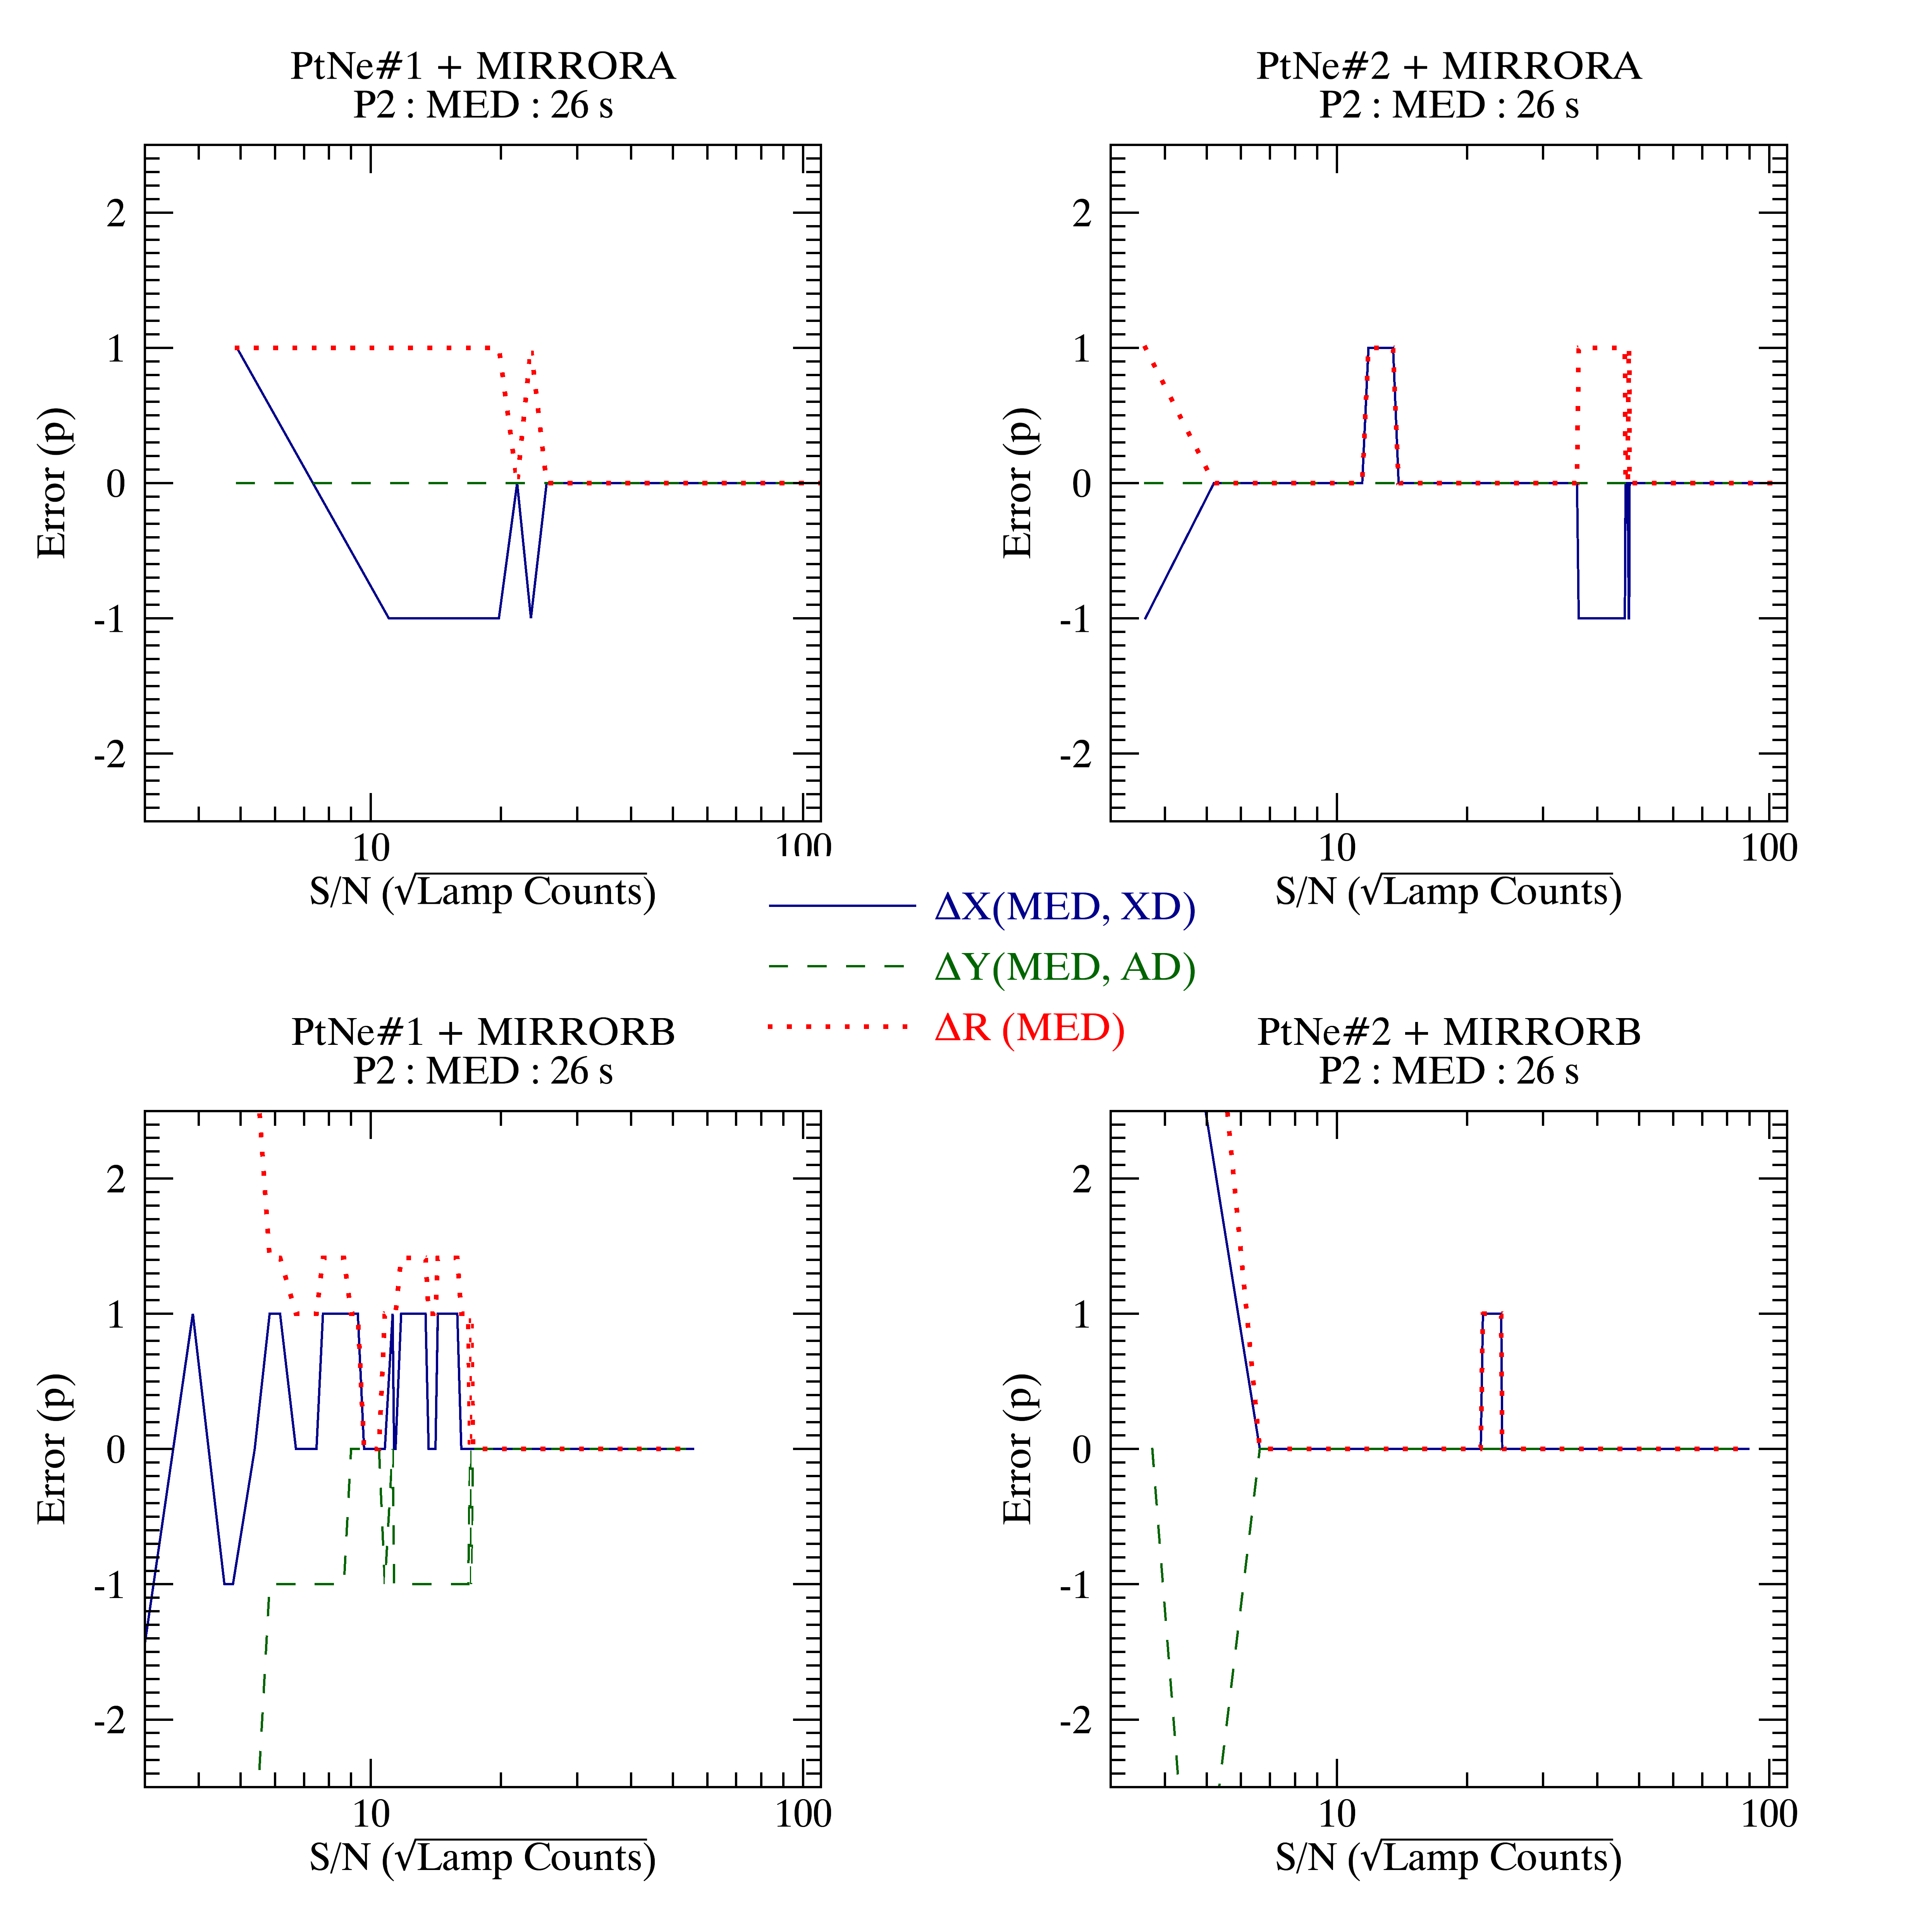 PtNe#1 + MIRRORA
P2 : MED : 26 s
2
1
0
-1
-2
Error (p)
10
100
S/N (√Lamp Counts)
PtNe#2 + MIRRORA
P2 : MED : 26 s
2
1
0
-1
-2
Error (p)
10
100
S/N (√Lamp Counts)
ΔX(MED, XD)
ΔY(MED, AD)
ΔR (MED)
PtNe#1 + MIRRORB
P2 : MED : 26 s
2
1
0
-1
-2
Error (p)
10
100
S/N (√Lamp Counts)
PtNe#2 + MIRRORB
P2 : MED : 26 s
2
1
0
-1
-2
Error (p)
10
100
S/N (√Lamp Counts)